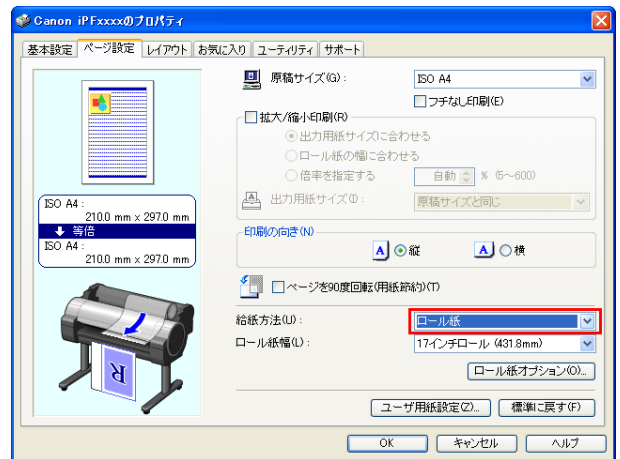 Canon iPFxxxxのプロパティ
基本設定 ページ設定 レイアウト お気に入り ユーティリティ サポート
原稿サイズ(G): ISO A4
フチなし印刷(E)
拡大/縮小印刷(R)
出力用紙サイズに合わせる
ロール紙の幅に合わせる
倍率を指定する 自動 % (5~600)
出力用紙サイズ(I): 原稿サイズと同じ
ISO A4 :
210.0 mm × 297.0 mm
等倍
ISO A4 :
210.0 mm × 297.0 mm
印刷の向き(N)
A 縦 A 横
ページを90度回転(用紙節約)(T)
給紙方法(U): ロール紙
ロール紙幅(L): 17インチロール (431.8mm)
ロール紙オプション(O)...
R
ユーザ用紙設定(Z)... 標準に戻す(F)
OK キャンセル ヘルプ